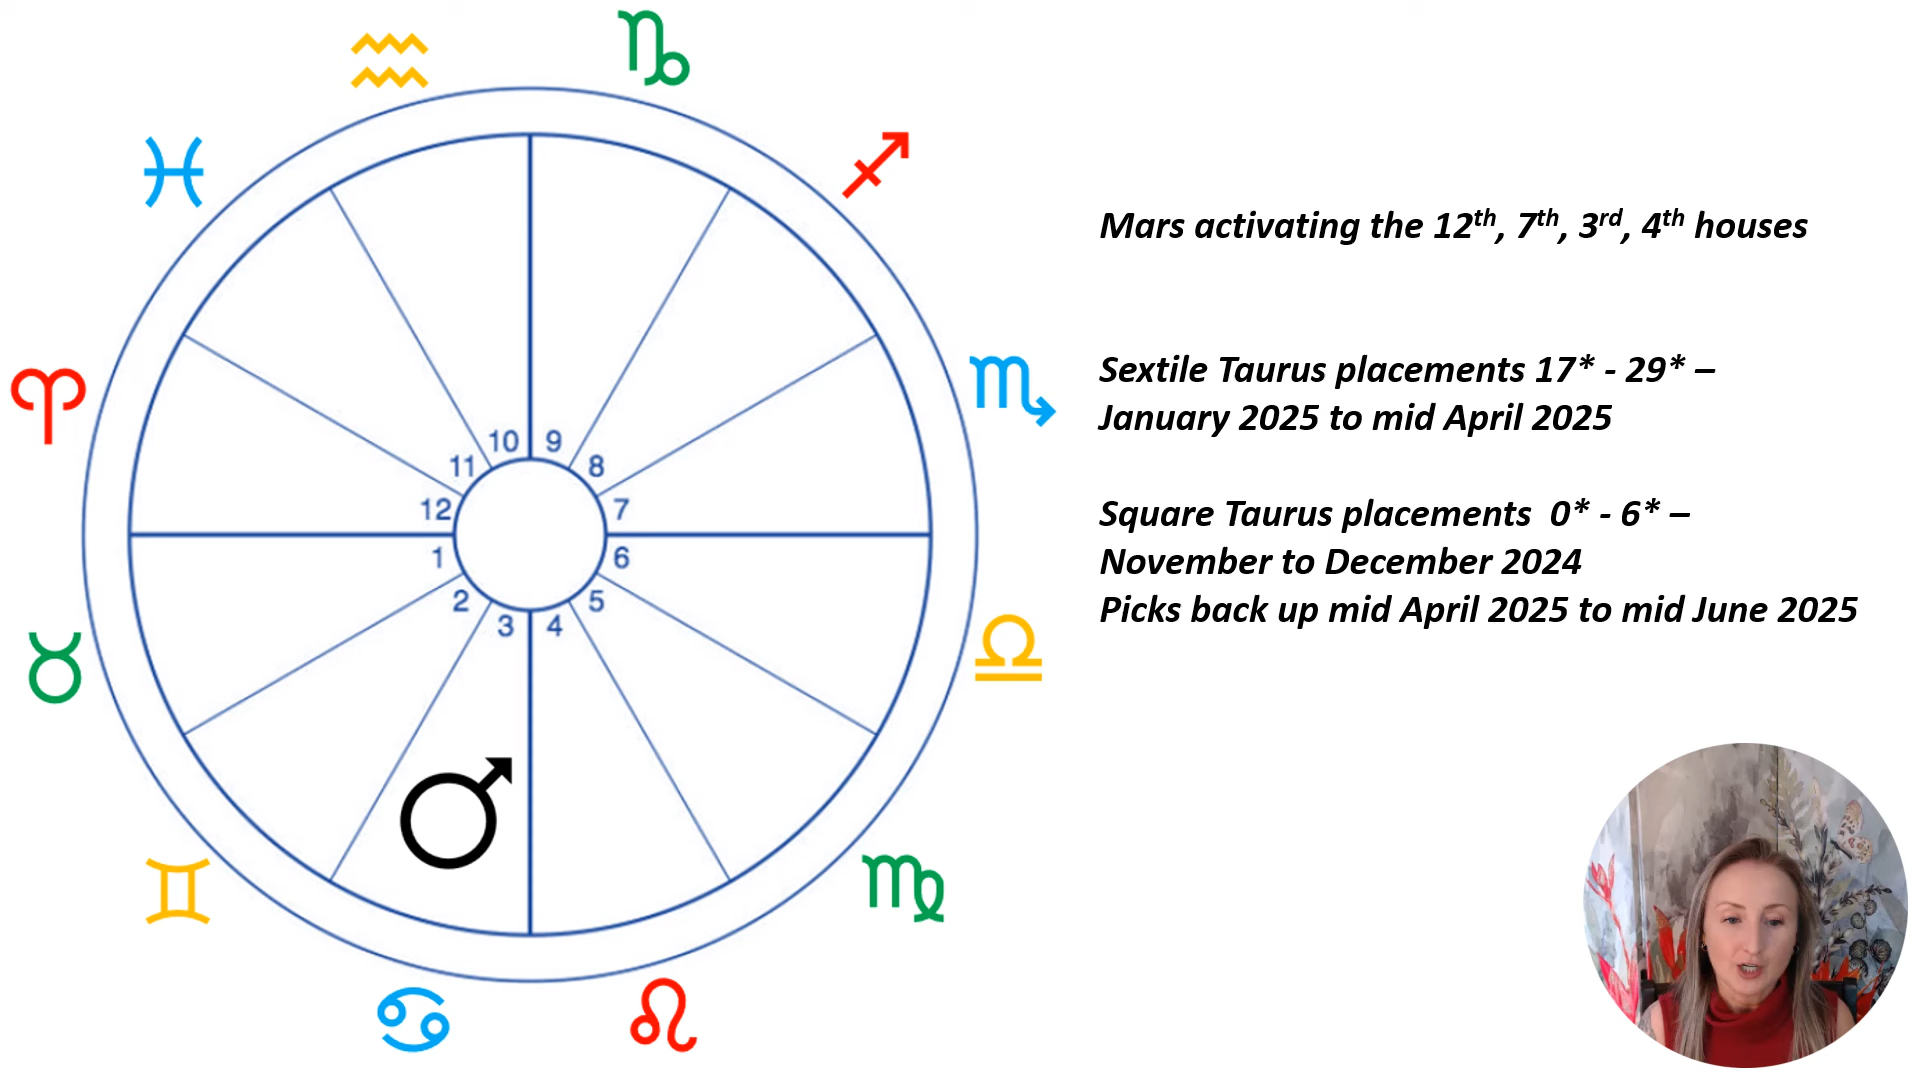 Mars activating the 12th, 7th, 3rd, 4th houses
Sextile Taurus placements 17* - 29* –
January 2025 to mid April 2025
Square Taurus placements  0* - 6* –
November to December 2024
Picks back up mid April 2025 to mid June 2025
10
9
11
8
12
7
1
6
2
5
3
4